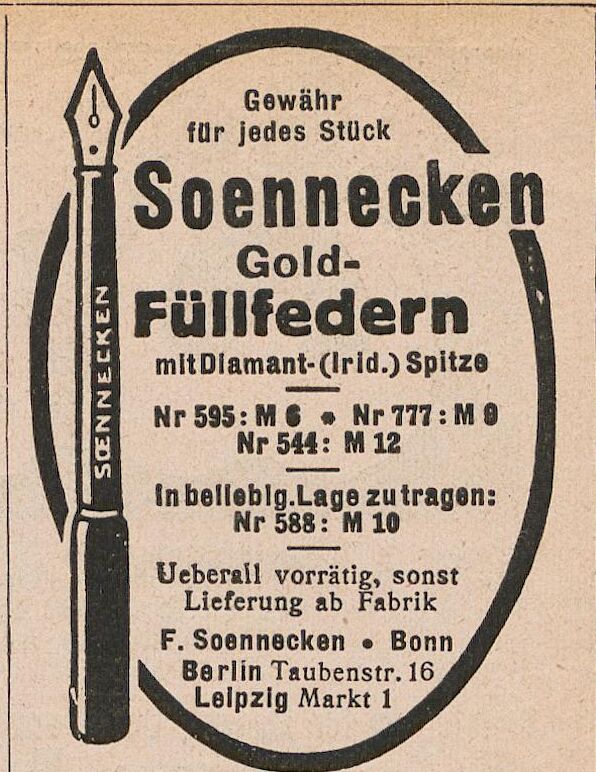 Gewähr
für jedes Stück
Soennecken
Gold-
Füllfedern
mit Diamant-(Irid.) Spitze
Nr 595: M 6 * Nr 777: M 9
Nr 544: M 12
In beliebig. Lage zu tragen:
Nr 588: M 10
Ueberall vorrätig, sonst
Lieferung ab Fabrik
F. Soennecken • Bonn
Berlin Taubenstr. 16
Leipzig Markt 1
SŒNNECKEN